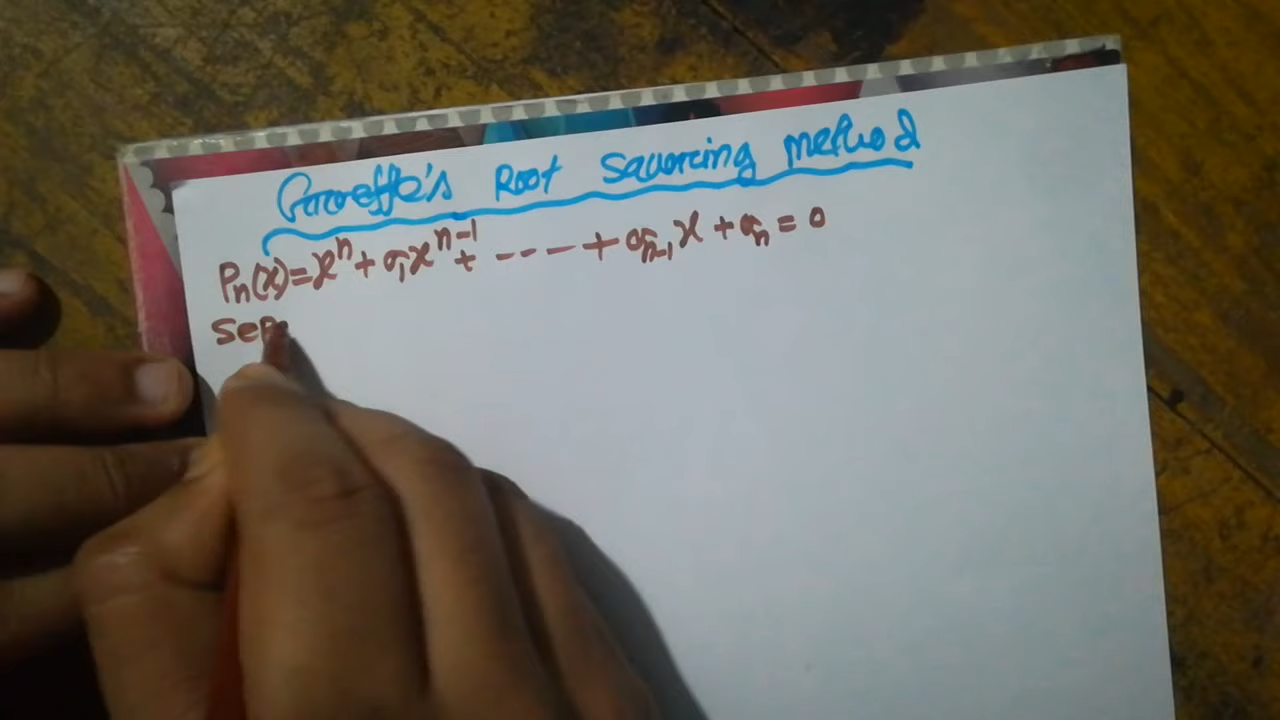 Graeffe's Root Squaring method
Pn(x) = x^n + a1x^n-1 + ---- + an-1 x + an = 0
Sep